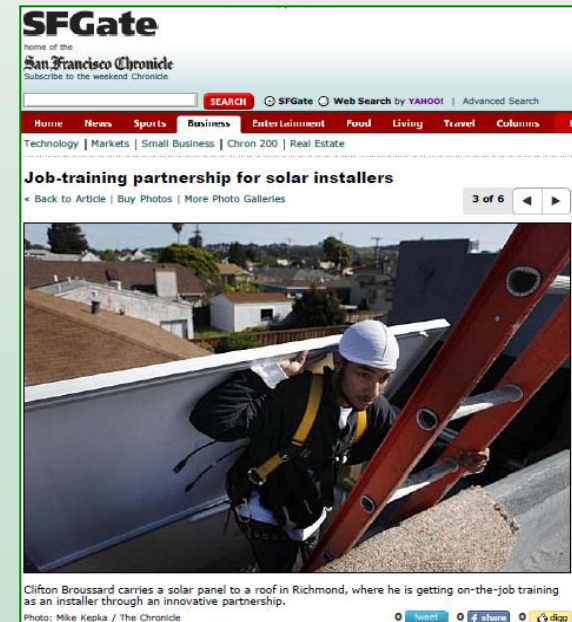 SFGate
home of the
San Francisco Chronicle
Subscribe to the weekend Chronicle
SEARCH SFGate Web Search by YAHOO! | Advanced Search
Home News Sports Business Entertainment Food Living Travel Columns
Technology | Markets | Small Business | Chron 200 | Real Estate
Job-training partnership for solar installers
« Back to Article | Buy Photos | More Photo Galleries
3 of 6
Clifton Broussard carries a solar panel to a roof in Richmond, where he is getting on-the-job training
as an installer through an innovative partnership.
Photo: Mike Kepka / The Chronicle
0 tweet 0 f share 0 digg